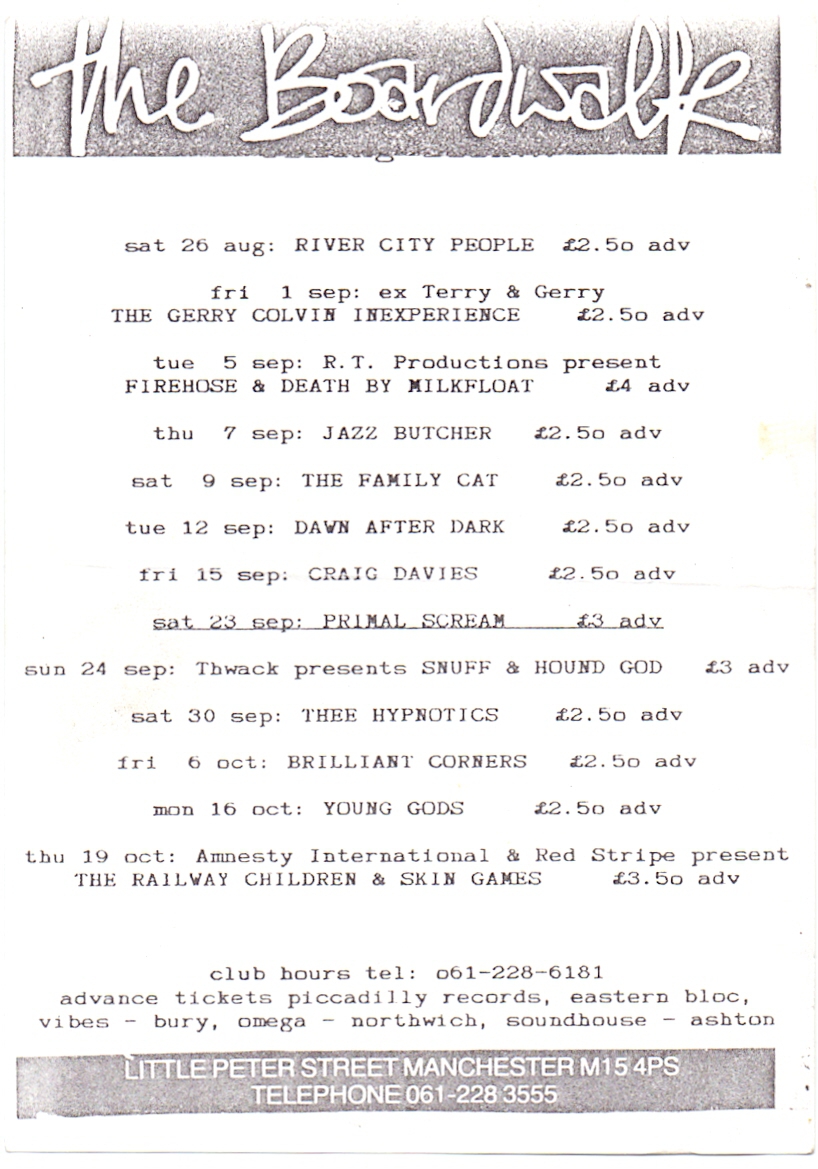 the Boardwalk
sat 26 aug: RIVER CITY PEOPLE £2.5o adv
fri 1 sep: ex Terry & Gerry
THE GERRY COLVIN INEXPERIENCE £2.5o adv
tue 5 sep: R.T. Productions present
FIREHOSE & DEATH BY MILKFLOAT £4 adv
thu 7 sep: JAZZ BUTCHER £2.5o adv
sat 9 sep: THE FAMILY CAT £2.5o adv
tue 12 sep: DAWN AFTER DARK £2.5o adv
fri 15 sep: CRAIG DAVIES £2.5o adv
sat 23 sep: PRIMAL SCREAM £3 adv
sun 24 sep: Thwack presents SNUFF & HOUND GOD £3 adv
sat 30 sep: THEE HYPNOTICS £2.5o adv
fri 6 oct: BRILLIANT CORNERS £2.5o adv
mon 16 oct: YOUNG GODS £2.5o adv
thu 19 oct: Amnesty International & Red Stripe present
THE RAILWAY CHILDREN & SKIN GAMES £3.5o adv
club hours tel: o61-228-6181
advance tickets piccadilly records, eastern bloc,
vibes - bury, omega - northwich, soundhouse - ashton
LITTLE PETER STREET MANCHESTER M15 4PS
TELEPHONE 061-228 3555